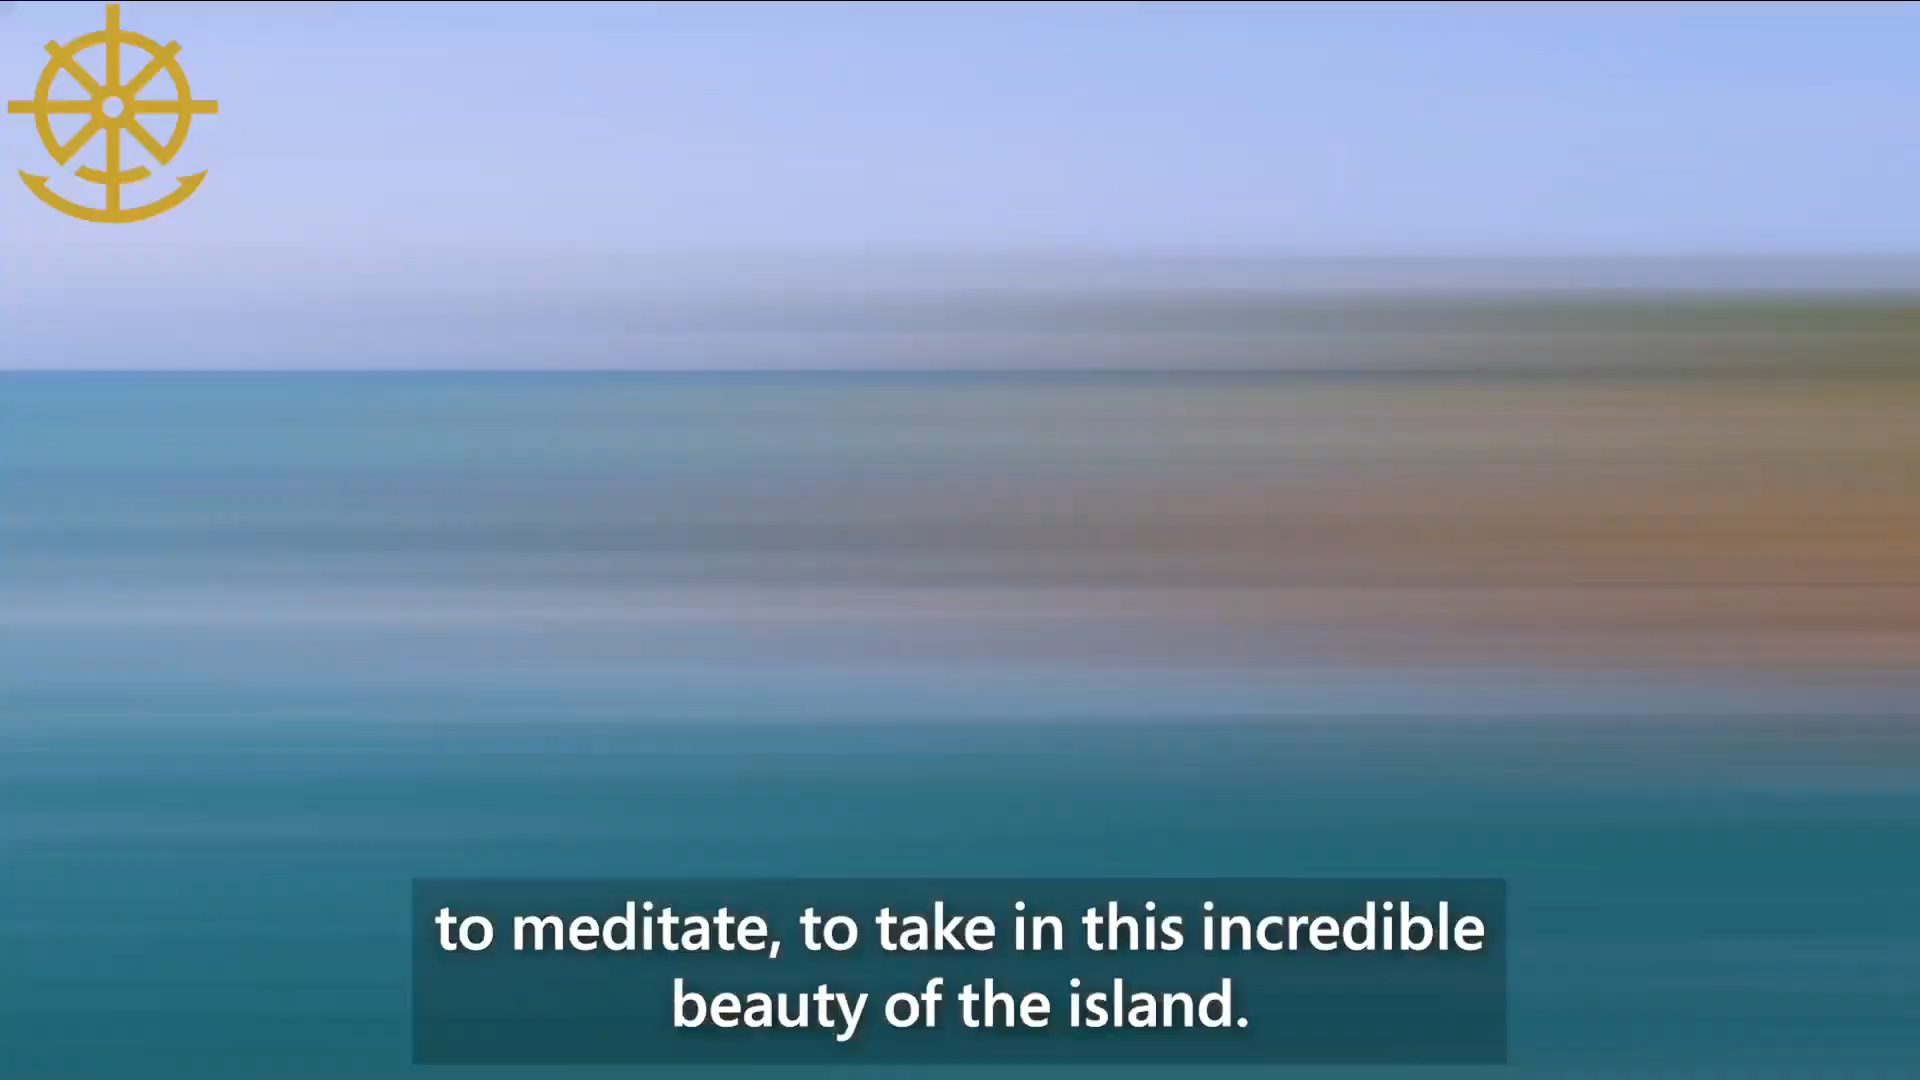 to meditate, to take in this incredible
beauty of the island.